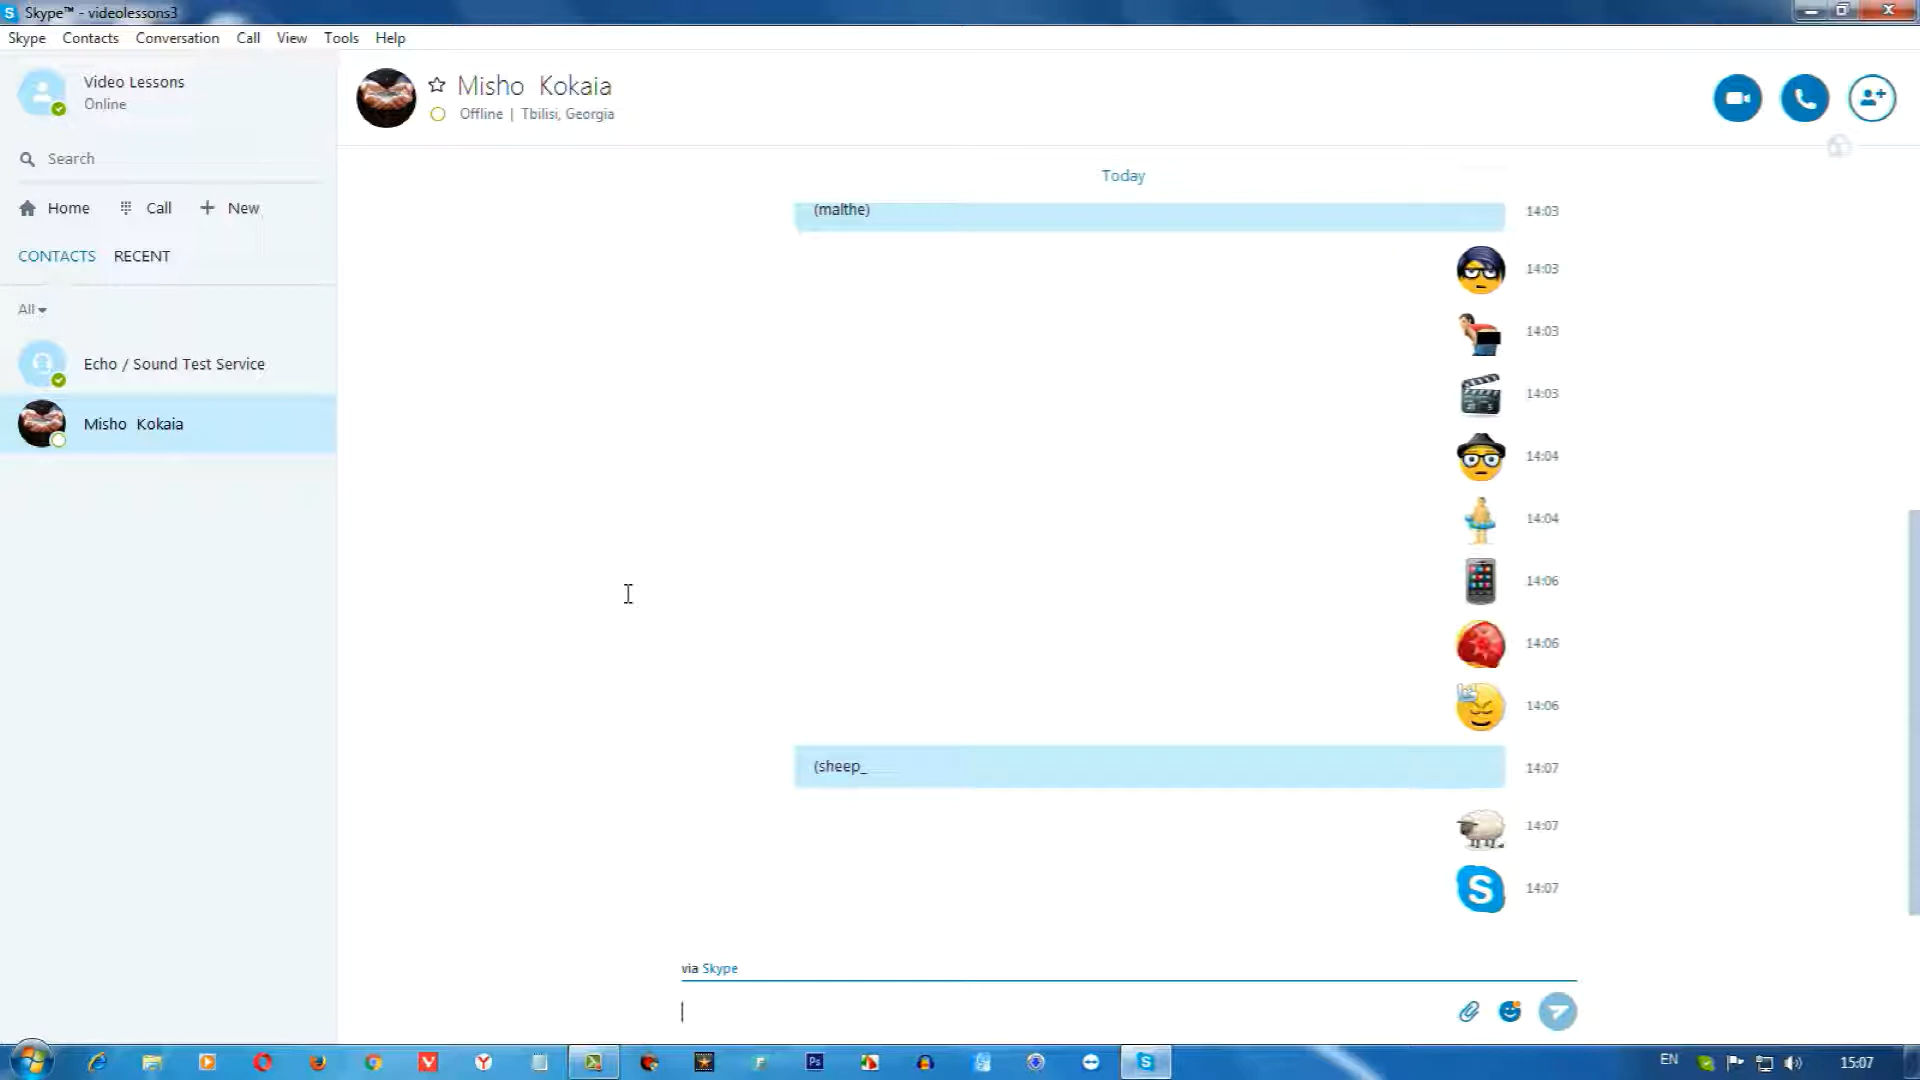 Skype™ - videolessons3
Skype Contacts Conversation Call View Tools Help
Video Lessons
Online
Search
Home Call New
CONTACTS RECENT
All
Echo / Sound Test Service
Misho Kokaia
Misho Kokaia
Offline | Tbilisi, Georgia
Today
(malthe) 14:03
14:03
14:03
14:03
14:04
14:04
14:06
14:06
14:06
(sheep_ 14:07
14:07
S 14:07
via Skype
EN 15:07